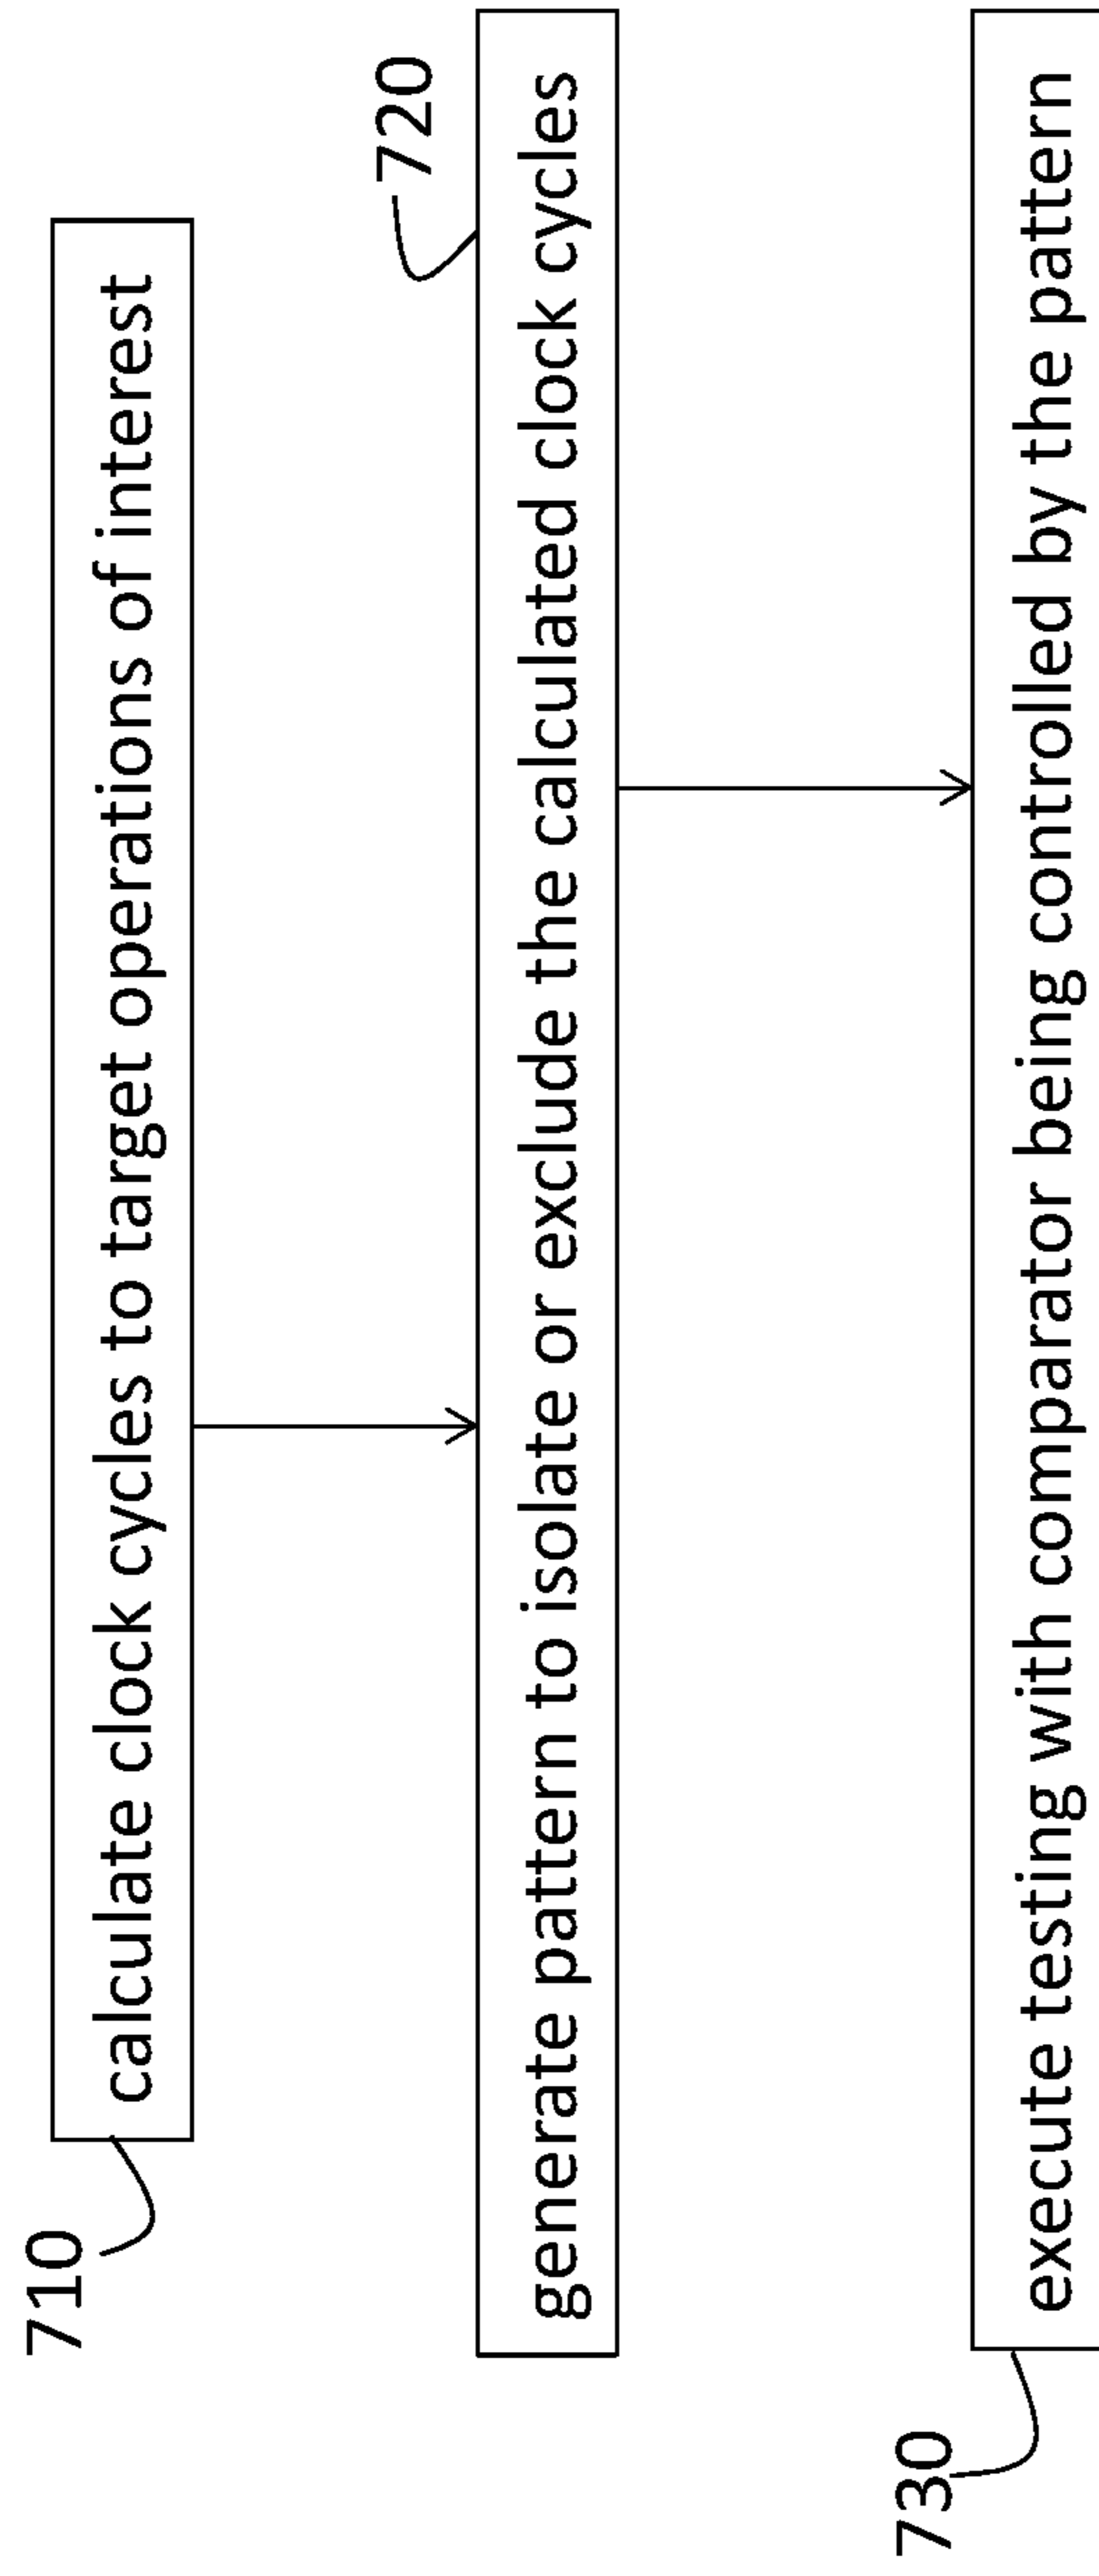 710
calculate clock cycles to target operations of interest
720
generate pattern to isolate or exclude the calculated clock cycles
730
execute testing with comparator being controlled by the pattern